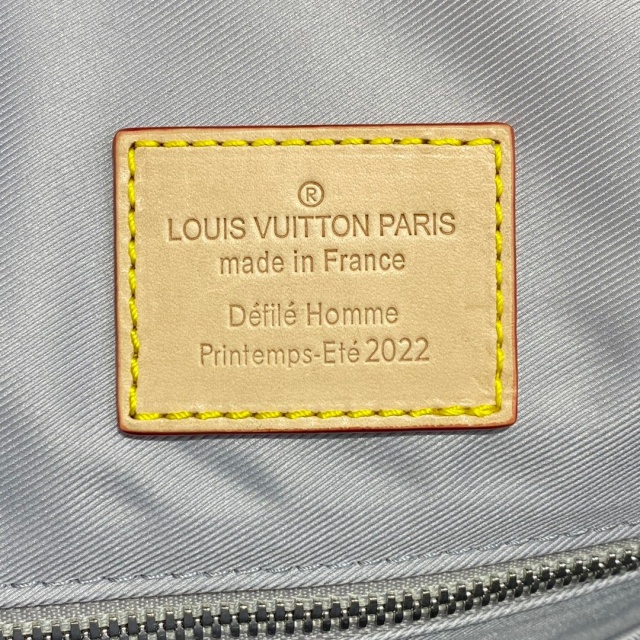 ®
LOUIS VUITTON PARIS
made in France
Défilé Homme
Printemps-Eté 2022